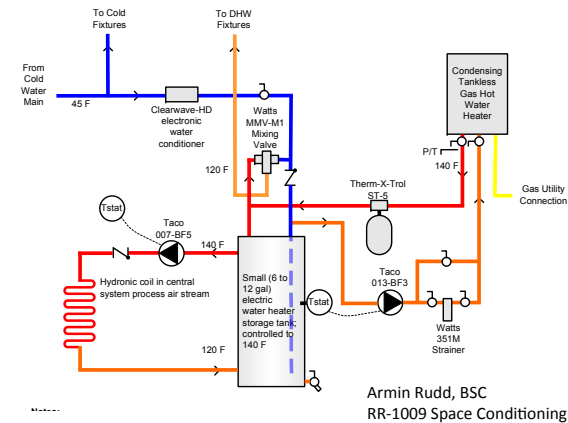 To Cold
Fixtures
To DHW
Fixtures
From
Cold
Water
Main
45 F
Clearwave-HD
electronic
water
conditioner
Watts
MMV-M1
Mixing
Valve
Condensing
Tankless
Gas Hot
Water
Heater
P/T
140 F
120 F
Therm-X-Trol
ST-5
Gas Utility
Connection
Tstat
Taco
007-BF5
140 F
Hydronic coil in central
system process air stream
Small (6 to
12 gal)
electric
water heater
storage tank;
controlled to
140 F
Tstat
Taco
013-BF3
Watts
351M
Strainer
120 F
Armin Rudd, BSC
RR-1009 Space Conditioning